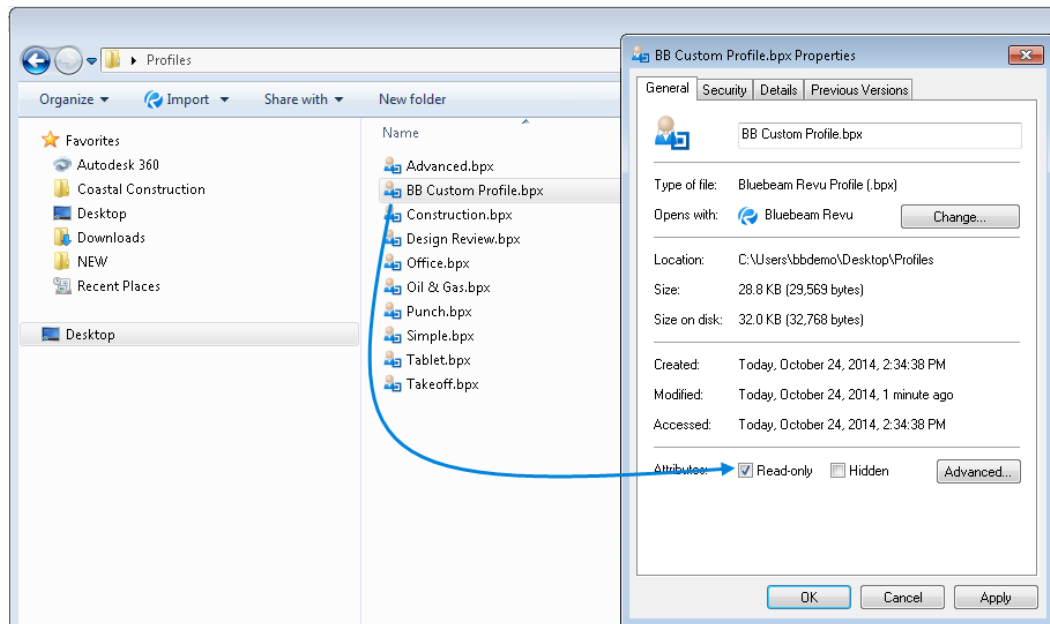 Profiles
Organize Import Share with New folder
Favorites
Autodesk 360
Coastal Construction
Desktop
Downloads
NEW
Recent Places
Desktop
Name
Advanced.bpx
BB Custom Profile.bpx
Construction.bpx
Design Review.bpx
Office.bpx
Oil & Gas.bpx
Punch.bpx
Simple.bpx
Tablet.bpx
Takeoff.bpx
BB Custom Profile.bpx Properties
General Security Details Previous Versions
BB Custom Profile.bpx
Type of file: Bluebeam Revu Profile (.bpx)
Opens with: Bluebeam Revu Change...
Location: C:\Users\bbdemo\Desktop\Profiles
Size: 28.8 KB (29,569 bytes)
Size on disk: 32.0 KB (32,768 bytes)
Created: Today, October 24, 2014, 2:34:38 PM
Modified: Today, October 24, 2014, 1 minute ago
Accessed: Today, October 24, 2014, 2:34:38 PM
Attributes: Read-only Hidden Advanced...
OK Cancel Apply